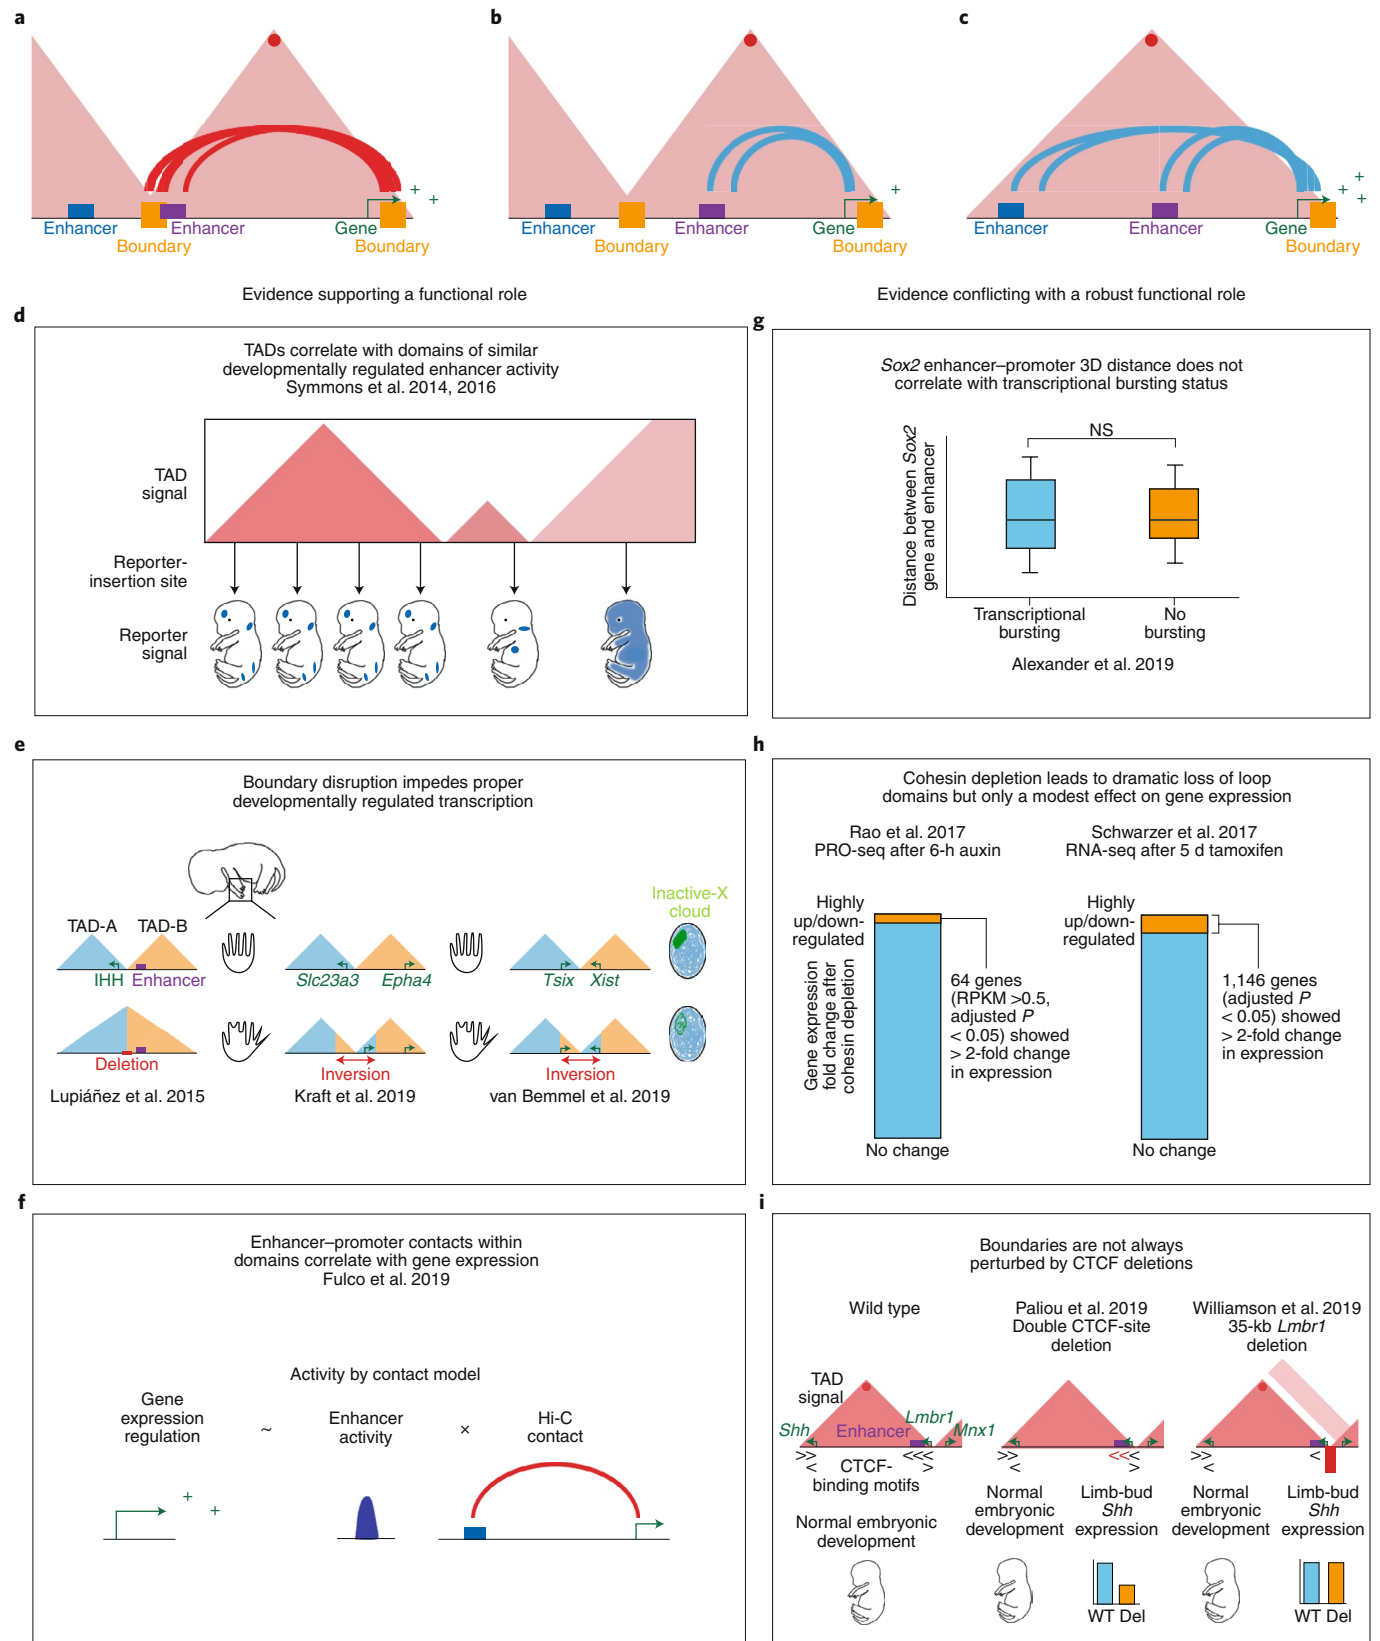 a
b
c
Enhancer
Boundary
Enhancer
Gene
Boundary
+
+
Enhancer
Boundary
Enhancer
Gene
Boundary
+
Enhancer
Enhancer
Gene
Boundary
+
+
+
Evidence supporting a functional role
Evidence conflicting with a robust functional role
d
TADs correlate with domains of similar
developmentally regulated enhancer activity
Symmons et al. 2014, 2016
TAD
signal
Reporter-
insertion site
Reporter
signal
g
Sox2 enhancer–promoter 3D distance does not
correlate with transcriptional bursting status
Distance between Sox2
gene and enhancer
NS
Transcriptional
bursting
No
bursting
Alexander et al. 2019
e
Boundary disruption impedes proper
developmentally regulated transcription
TAD-A
TAD-B
IHH
Enhancer
Deletion
Lupiáñez et al. 2015
Slc23a3
Epha4
Inversion
Kraft et al. 2019
Inactive-X
cloud
Tsix
Xist
Inversion
van Bemmel et al. 2019
h
Cohesin depletion leads to dramatic loss of loop
domains but only a modest effect on gene expression
Rao et al. 2017
PRO-seq after 6-h auxin
Schwarzer et al. 2017
RNA-seq after 5 d tamoxifen
Highly
up/down-
regulated
Gene expression
fold change after
cohesin depletion
64 genes
(RPKM >0.5,
adjusted P
< 0.05) showed
> 2-fold change
in expression
No change
Highly
up/down-
regulated
1,146 genes
(adjusted P
< 0.05) showed
> 2-fold change
in expression
No change
f
Enhancer–promoter contacts within
domains correlate with gene expression
Fulco et al. 2019
Activity by contact model
Gene
expression
regulation
~
Enhancer
activity
×
Hi-C
contact
+
+
i
Boundaries are not always
perturbed by CTCF deletions
Wild type
Paliou et al. 2019
Double CTCF-site
deletion
Williamson et al. 2019
35-kb Lmbr1
deletion
TAD
signal
Shh
Enhancer
Lmbr1
Mnx1
>>
<
<<<
>
CTCF-
binding motifs
Normal embryonic
development
>>
<
<<<
>
Normal
embryonic
development
Limb-bud
Shh
expression
WT Del
>>
<
<
Normal
embryonic
development
Limb-bud
Shh
expression
WT Del